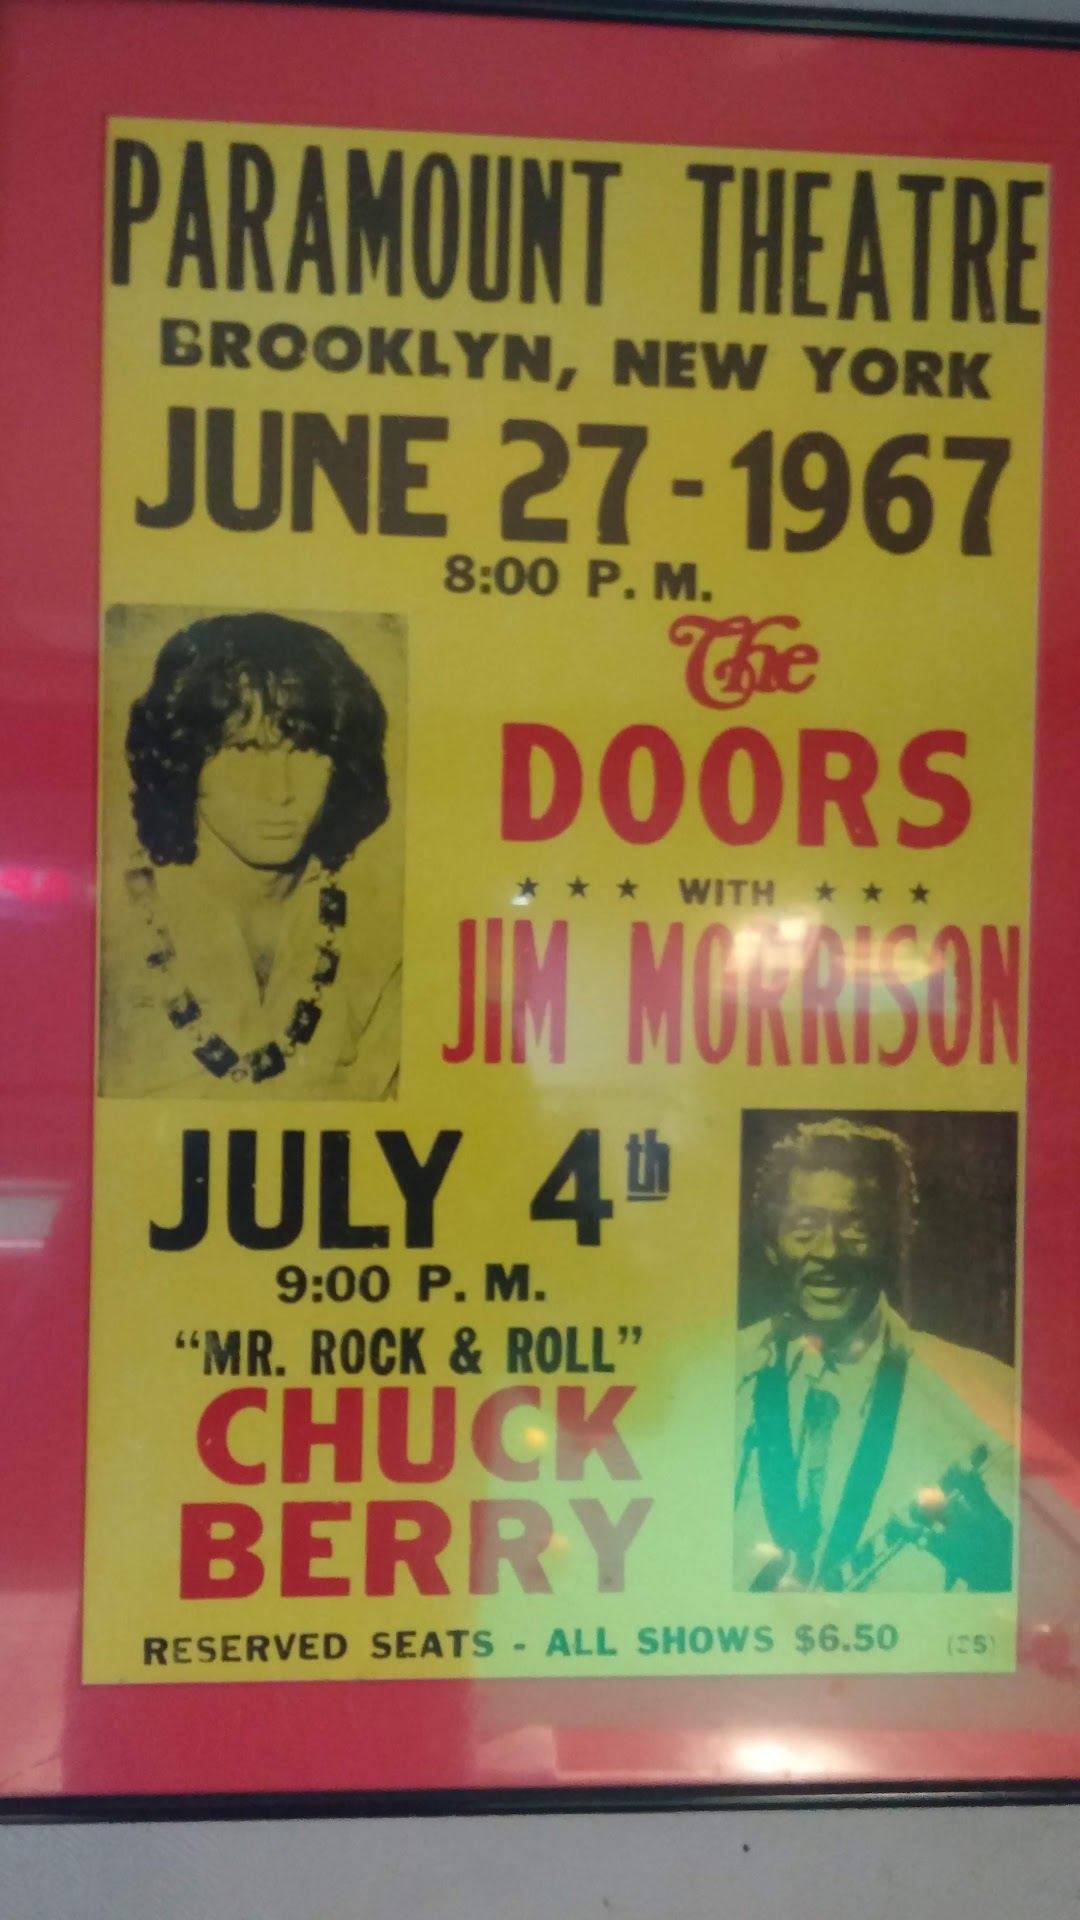 PARAMOUNT THEATRE
BROOKLYN, NEW YORK
JUNE 27 - 1967
8:00 P. M.
The
DOORS
★ ★ ★ WITH ★ ★ ★
JIM MORRISON
JULY 4th
9:00 P. M.
“MR. ROCK & ROLL”
CHUCK
BERRY
RESERVED SEATS - ALL SHOWS $6.50